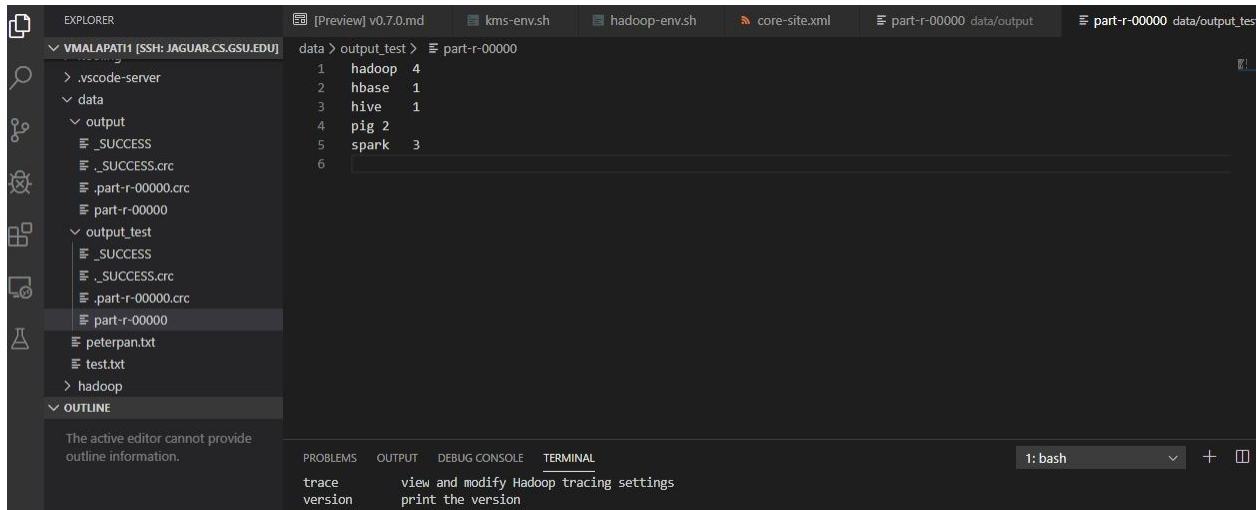 EXPLORER
VMALAPATI1 [SSH: JAGUAR.CS.GSU.EDU]
.vscode-server
data
output
_SUCCESS
._SUCCESS.crc
.part-r-00000.crc
part-r-00000
output_test
_SUCCESS
._SUCCESS.crc
.part-r-00000.crc
part-r-00000
peterpan.txt
test.txt
hadoop
OUTLINE
The active editor cannot provide
outline information.
[Preview] v0.7.0.md kms-env.sh hadoop-env.sh core-site.xml part-r-00000 data/output part-r-00000 data/output_tes
data > output_test > part-r-00000
1 hadoop 4
2 hbase 1
3 hive 1
4 pig 2
5 spark 3
6
PROBLEMS OUTPUT DEBUG CONSOLE TERMINAL 1: bash
trace view and modify Hadoop tracing settings
version print the version